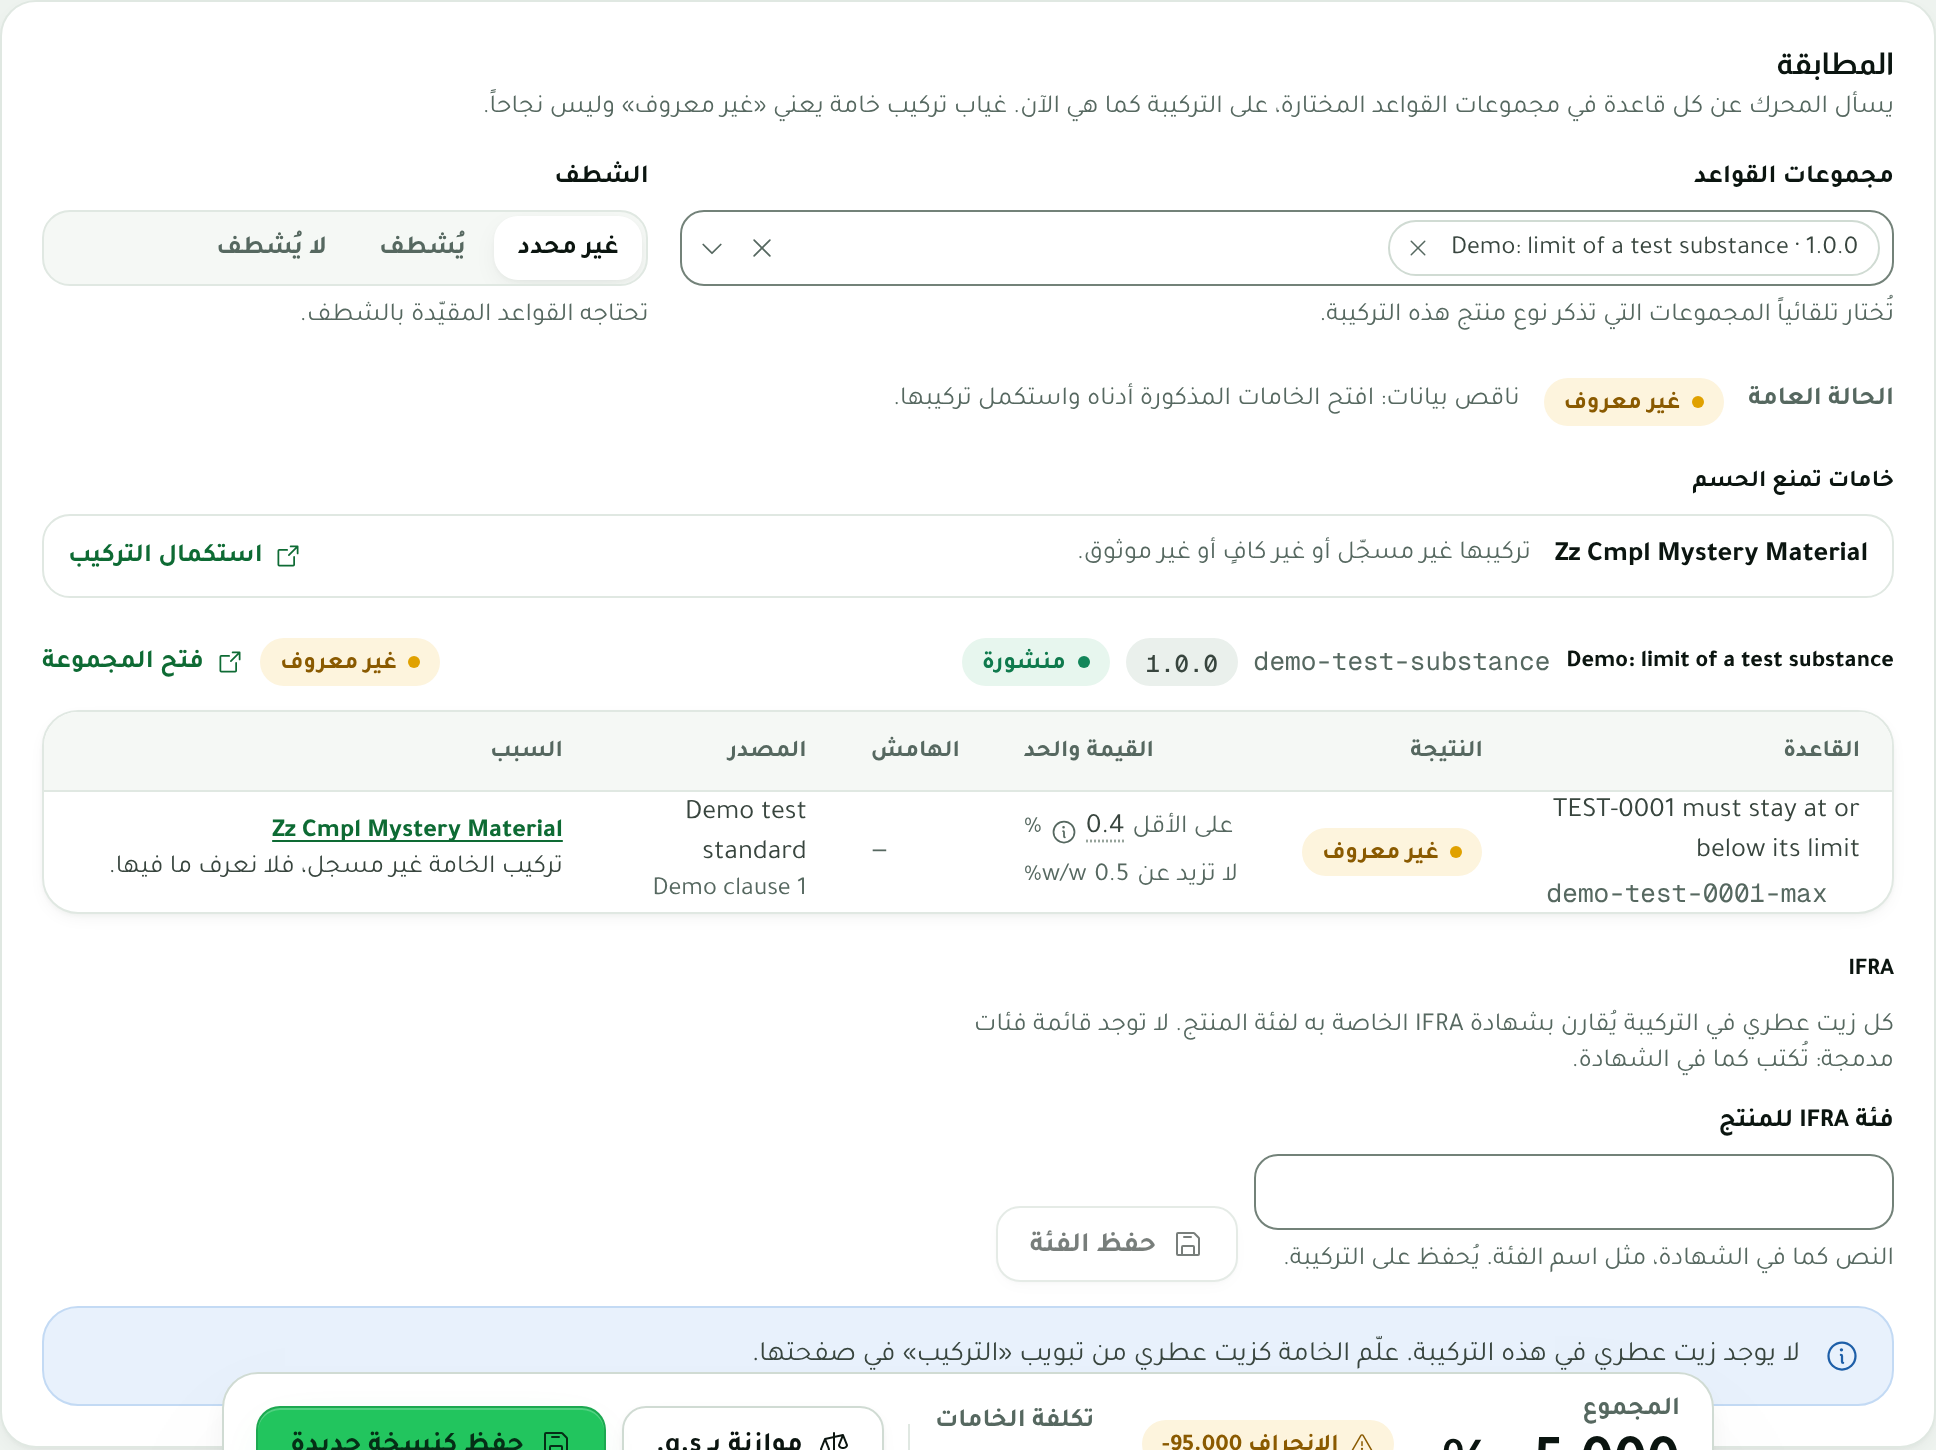 المطابقة
يسأل المحرك عن كل قاعدة في مجموعات القواعد المختارة، على التركيبة كما هي الآن. غياب تركيب خامة يعني «غير معروف» وليس نجاحاً.
مجموعات القواعد
Demo: limit of a test substance · 1.0.0
تُختار تلقائياً المجموعات التي تذكر نوع منتج هذه التركيبة.
الشطف
غير محدد
يُشطف
لا يُشطف
تحتاجه القواعد المقيّدة بالشطف.
الحالة العامة
غير معروف
ناقص بيانات: افتح الخامات المذكورة أدناه واستكمل تركيبها.
خامات تمنع الحسم
Zz Cmpl Mystery Material
تركيبها غير مسجّل أو غير كافٍ أو غير موثوق.
استكمال التركيب
Demo: limit of a test substance
demo-test-substance
1.0.0
منشورة
غير معروف
فتح المجموعة
القاعدة
النتيجة
القيمة والحد
الهامش
المصدر
السبب
TEST-0001 must stay at or
below its limit
demo-test-0001-max
غير معروف
على الأقل 0.4 %
لا تزيد عن 0.5 w/w%
–
Demo test
standard
Demo clause 1
Zz Cmpl Mystery Material
تركيب الخامة غير مسجل، فلا نعرف ما فيها.
IFRA
كل زيت عطري في التركيبة يُقارن بشهادة IFRA الخاصة به لفئة المنتج. لا توجد قائمة فئات
مدمجة: تُكتب كما في الشهادة.
فئة IFRA للمنتج
حفظ الفئة
النص كما في الشهادة، مثل اسم الفئة. يُحفظ على التركيبة.
لا يوجد زيت عطري في هذه التركيبة. علّم الخامة كزيت عطري من تبويب «التركيب» في صفحتها.
المجموع
5.000 %
الانحراف 95.000-
تكلفة الخامات
موازنة بـ q.s.
حفظ كنسخة جديدة